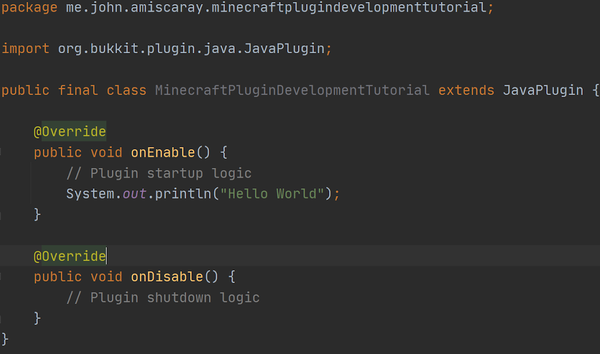 package me.john.amiscaray.minecraftplugindevelopmenttutorial;
import org.bukkit.plugin.java.JavaPlugin;
public final class MinecraftPluginDevelopmentTutorial extends JavaPlugin {
@Override
public void onEnable() {
// Plugin startup logic
System.out.println("Hello World");
}
@Override
public void onDisable() {
// Plugin shutdown logic
}
}